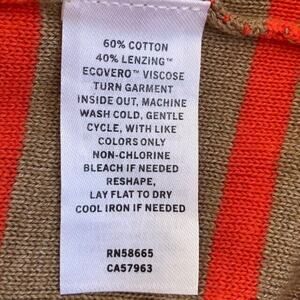 60% COTTON
40% LENZING™
ECOVERO™ VISCOSE
TURN GARMENT
INSIDE OUT, MACHINE
WASH COLD, GENTLE
CYCLE, WITH LIKE
COLORS ONLY
NON-CHLORINE
BLEACH IF NEEDED
RESHAPE,
LAY FLAT TO DRY
COOL IRON IF NEEDED
RN58665
CA57963